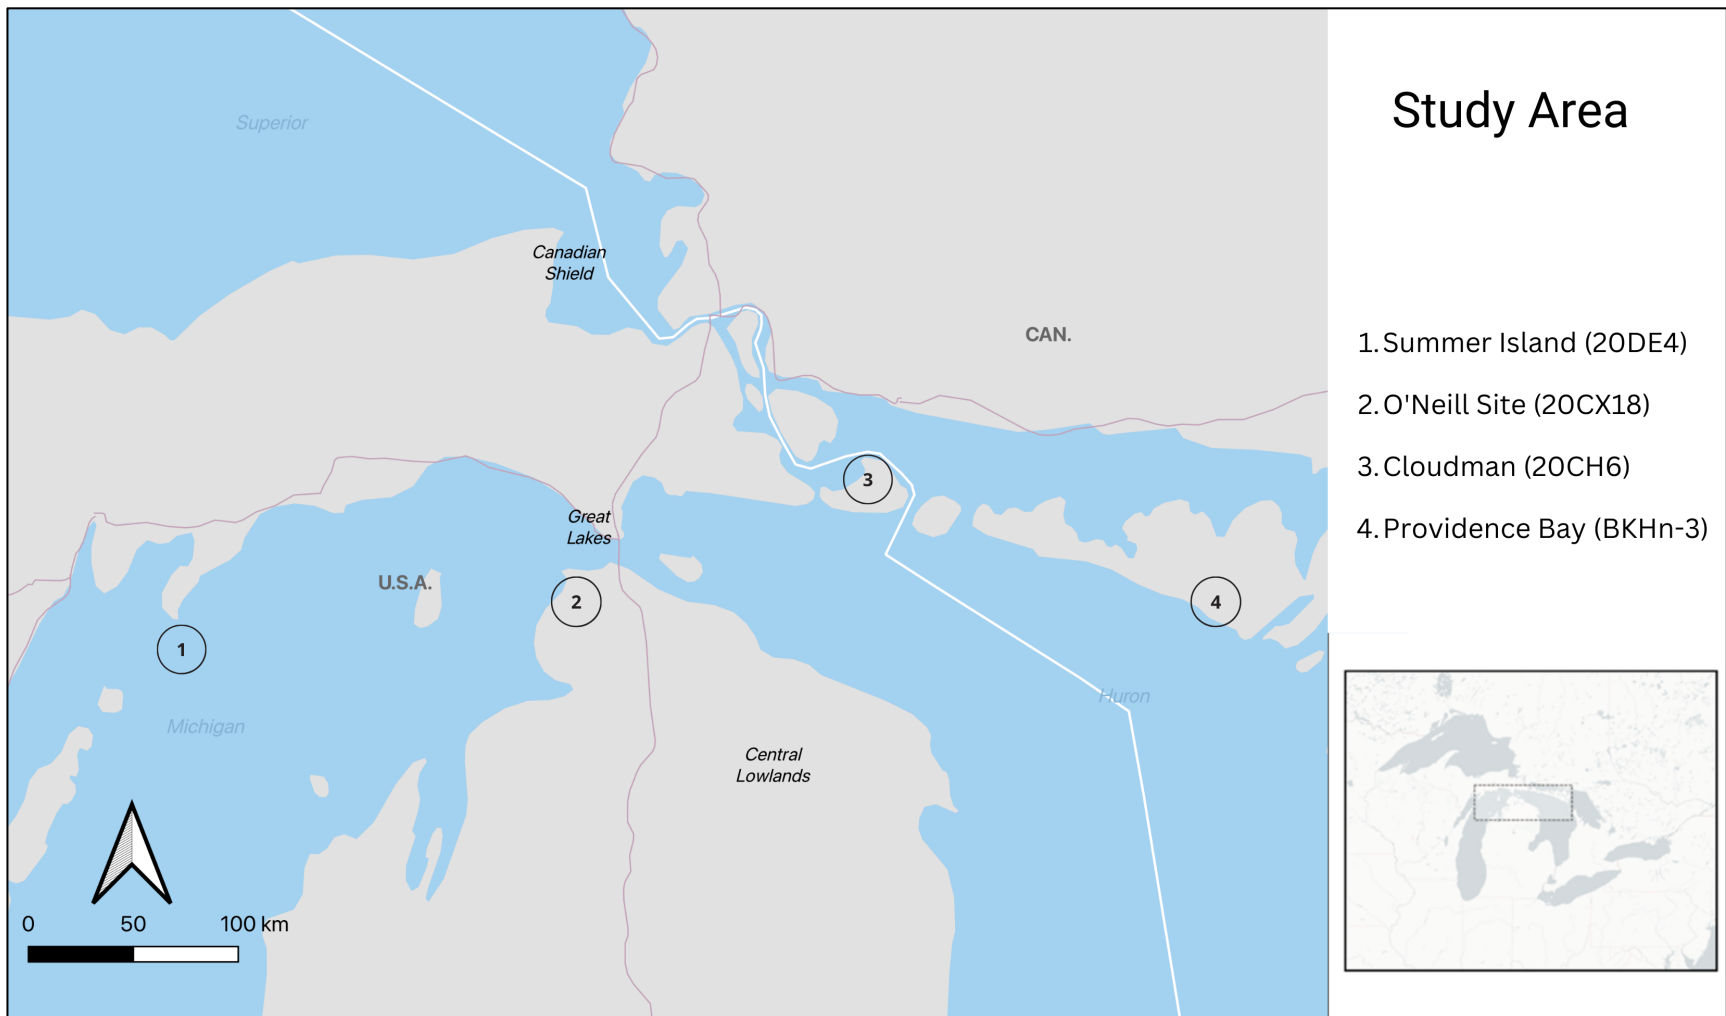 Study Area
Superior
Canadian
Shield
CAN.
1. Summer Island (20DE4)
2. O'Neill Site (20CX18)
3. Cloudman (20CH6)
4. Providence Bay (BKHn-3)
3
Great
Lakes
U.S.A.
2
4
1
Huron
Michigan
Central
Lowlands
0 50 100 km